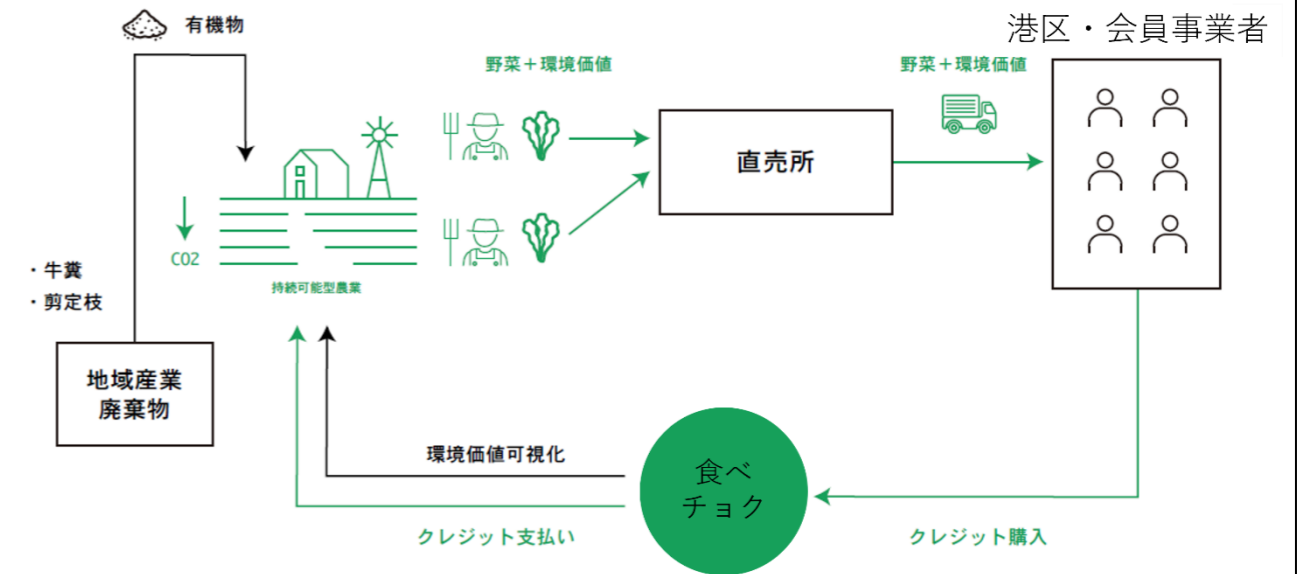 有機物
港区・会員事業者
野菜＋環境価値
野菜＋環境価値
直売所
CO2
・牛糞
・剪定枝
持続可能型農業
地域産業
廃棄物
環境価値可視化
食べ
チョク
クレジット支払い
クレジット購入